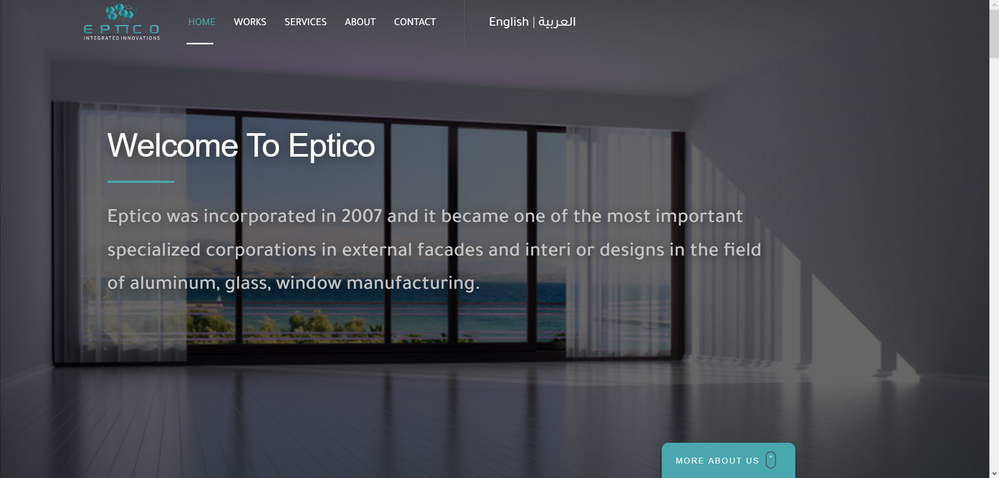 EPTICO
INTEGRATED INNOVATIONS
HOME WORKS SERVICES ABOUT CONTACT English | العربية
Welcome To Eptico
Eptico was incorporated in 2007 and it became one of the most important
specialized corporations in external facades and interi or designs in the field
of aluminum, glass, window manufacturing.
MORE ABOUT US